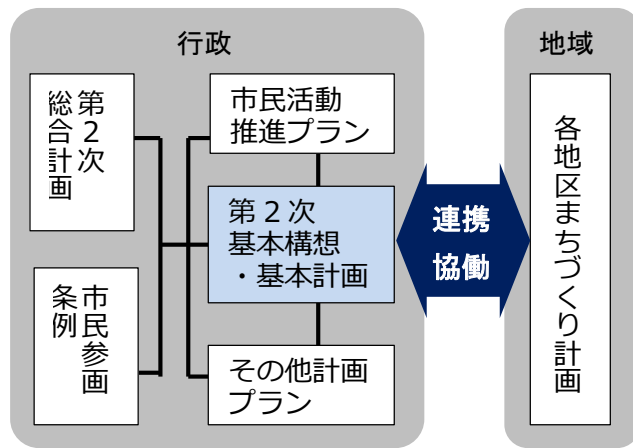 行政
第２次
総合計画
市民参画
条例
市民活動
推進プラン
第２次
基本構想
・基本計画
その他計画
プラン
連携
協働
地域
各地区まちづくり計画